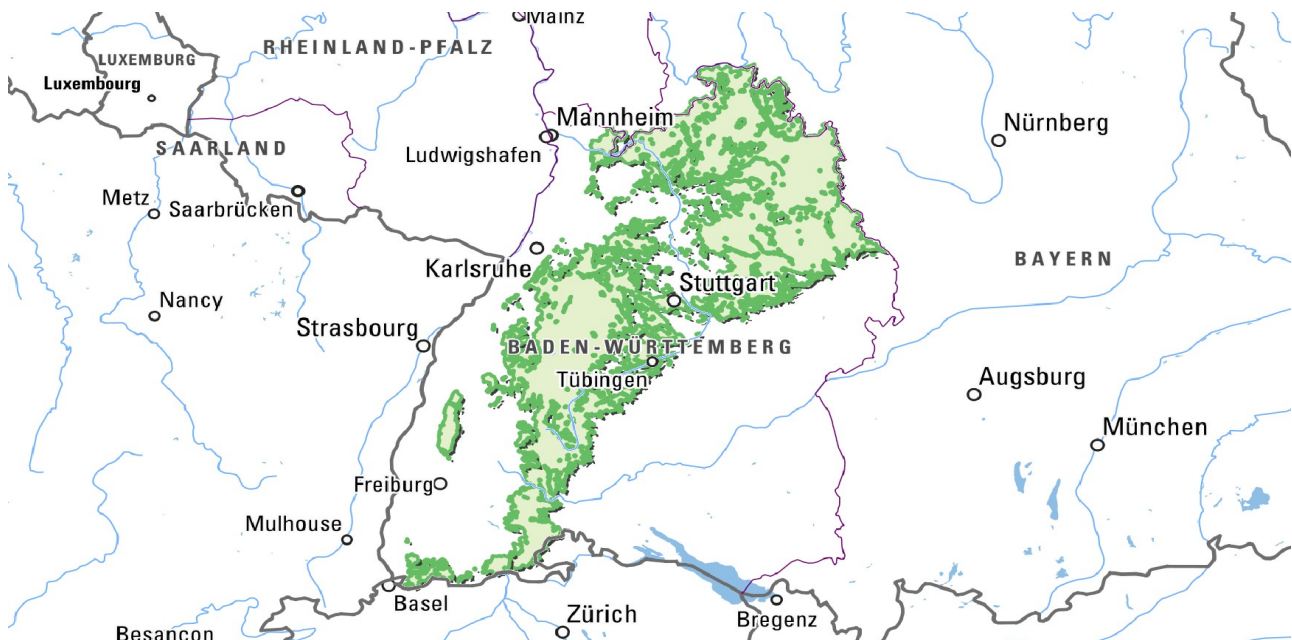 Mainz
RHEINLAND-PFALZ
LUXEMBURG
Luxembourg
Mannheim
Nürnberg
SAARLAND
Ludwigshafen
Metz
Saarbrücken
Karlsruhe
BAYERN
Stuttgart
Nancy
Strasbourg
BADEN-WÜRTTEMBERG
Tübingen
Augsburg
München
Freiburg
Mulhouse
Basel
Zürich
Bregenz
Besançon